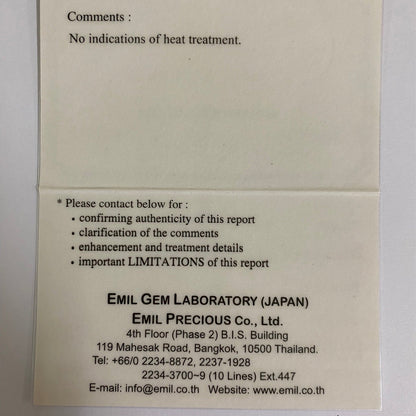 Comments :
No indications of heat treatment.
* Please contact below for :
• confirming authenticity of this report
• clarification of the comments
• enhancement and treatment details
• important LIMITATIONS of this report
EMIL GEM LABORATORY (JAPAN)
EMIL PRECIOUS Co., Ltd.
4th Floor (Phase 2) B.I.S. Building
119 Mahesak Road, Bangkok, 10500 Thailand.
Tel: +66/0 2234-8872, 2237-1928
2234-3700~9 (10 Lines) Ext.447
E-mail: info@emil.co.th Website: www.emil.co.th